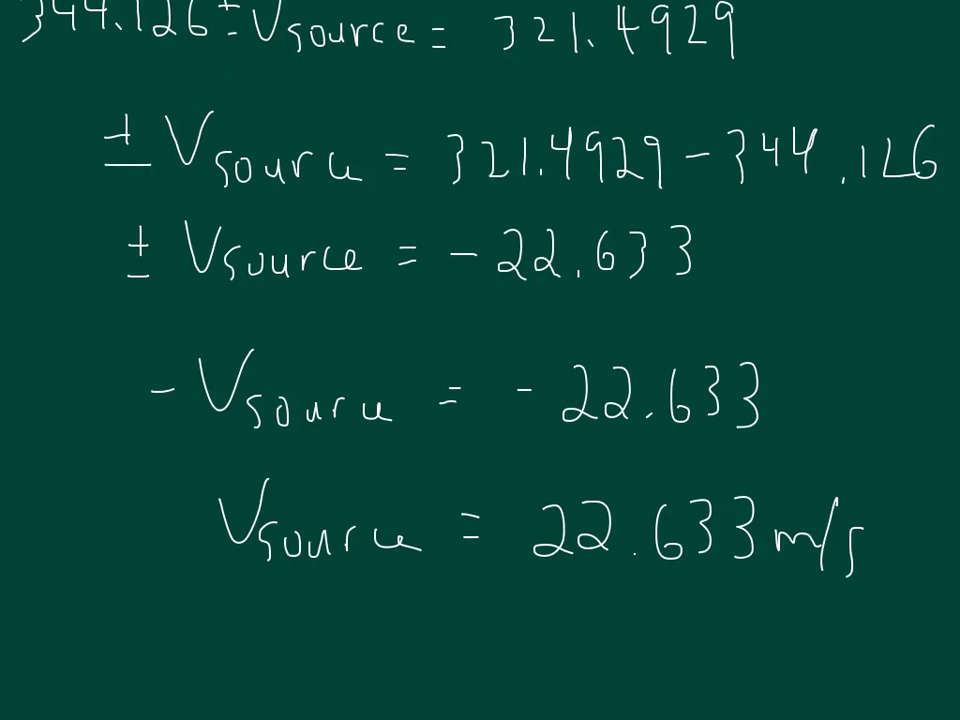 344.126 ± Vsource = 321.4929
± Vsource = 321.4929 - 344.126
± Vsource = - 22.633
- Vsource = - 22.633
Vsource = 22.633 m/s